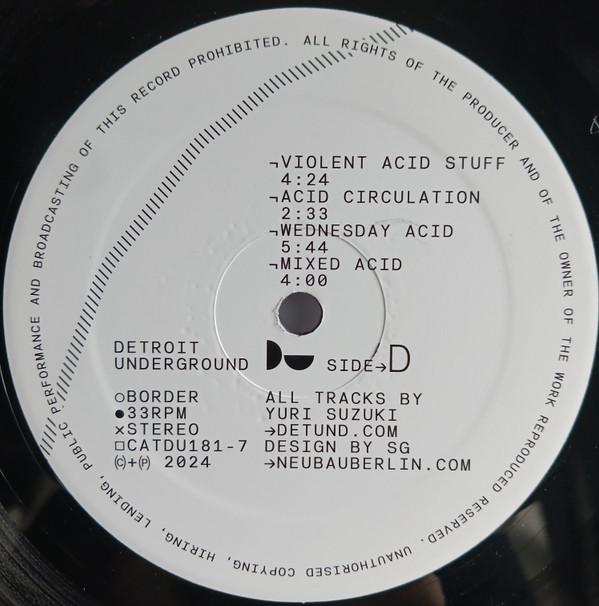 ALL RIGHTS OF THE PRODUCER AND OF THE OWNER OF THE WORK REPRODUCED RESERVED. UNAUTHORISED COPYING, HIRING, LENDING, PUBLIC PERFORMANCE AND BROADCASTING OF THIS RECORD PROHIBITED.
¬VIOLENT ACID STUFF
4:24
¬ACID CIRCULATION
2:33
¬WEDNESDAY ACID
5:44
¬MIXED ACID
4:00
DETROIT
UNDERGROUND
SIDE→D
○BORDER
●33RPM
×STEREO
□CATDU181-7
©+℗ 2024
ALL TRACKS BY
YURI SUZUKI
→DETUND.COM
DESIGN BY SG
→NEUBAUBERLIN.COM